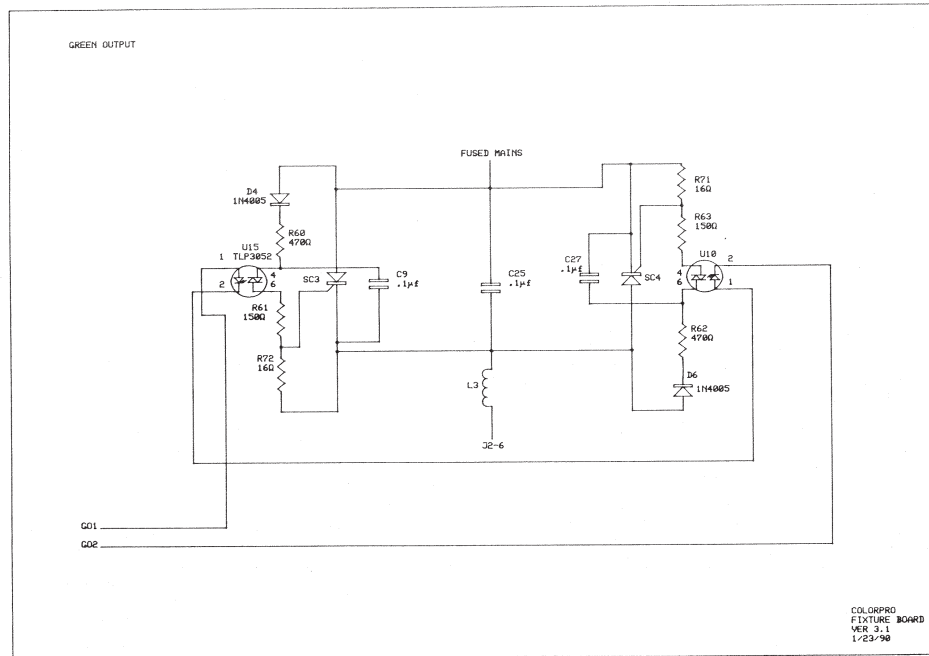 GREEN OUTPUT
FUSED MAINS
D4
1N4005
R60
470Ω
U15
TLP3052
1
2
4
6
R61
150Ω
R72
16Ω
SC3
C9
.1µf
C25
.1µf
C27
.1µf
SC4
R71
16Ω
R63
150Ω
U10
4
6
2
1
R62
470Ω
D6
1N4005
L3
J2-6
GO1
GO2
COLORPRO
FIXTURE BOARD
VER 3.1
1/23/90